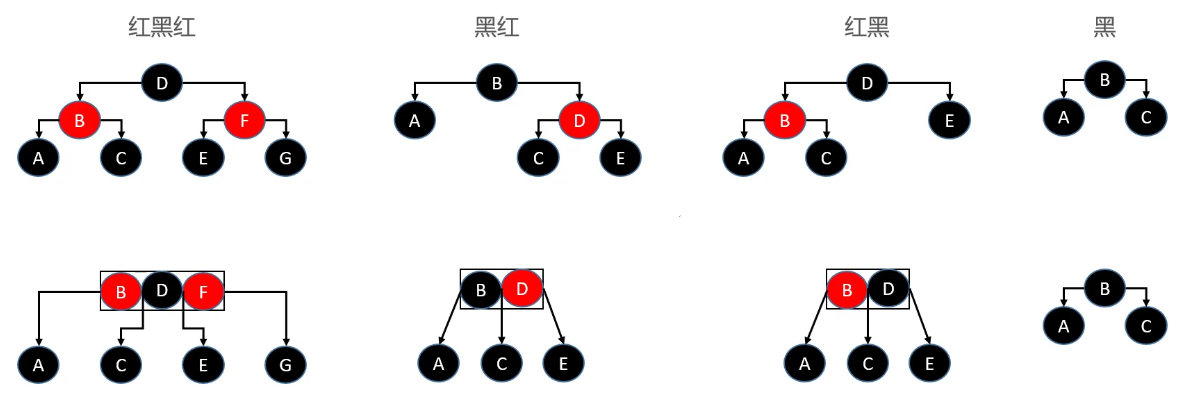 红黑红 黑红 红黑 黑
D B D B
B F A D B E A C
A C E G C E A C
B D F B D B D B
A C E G A C E A C E A C